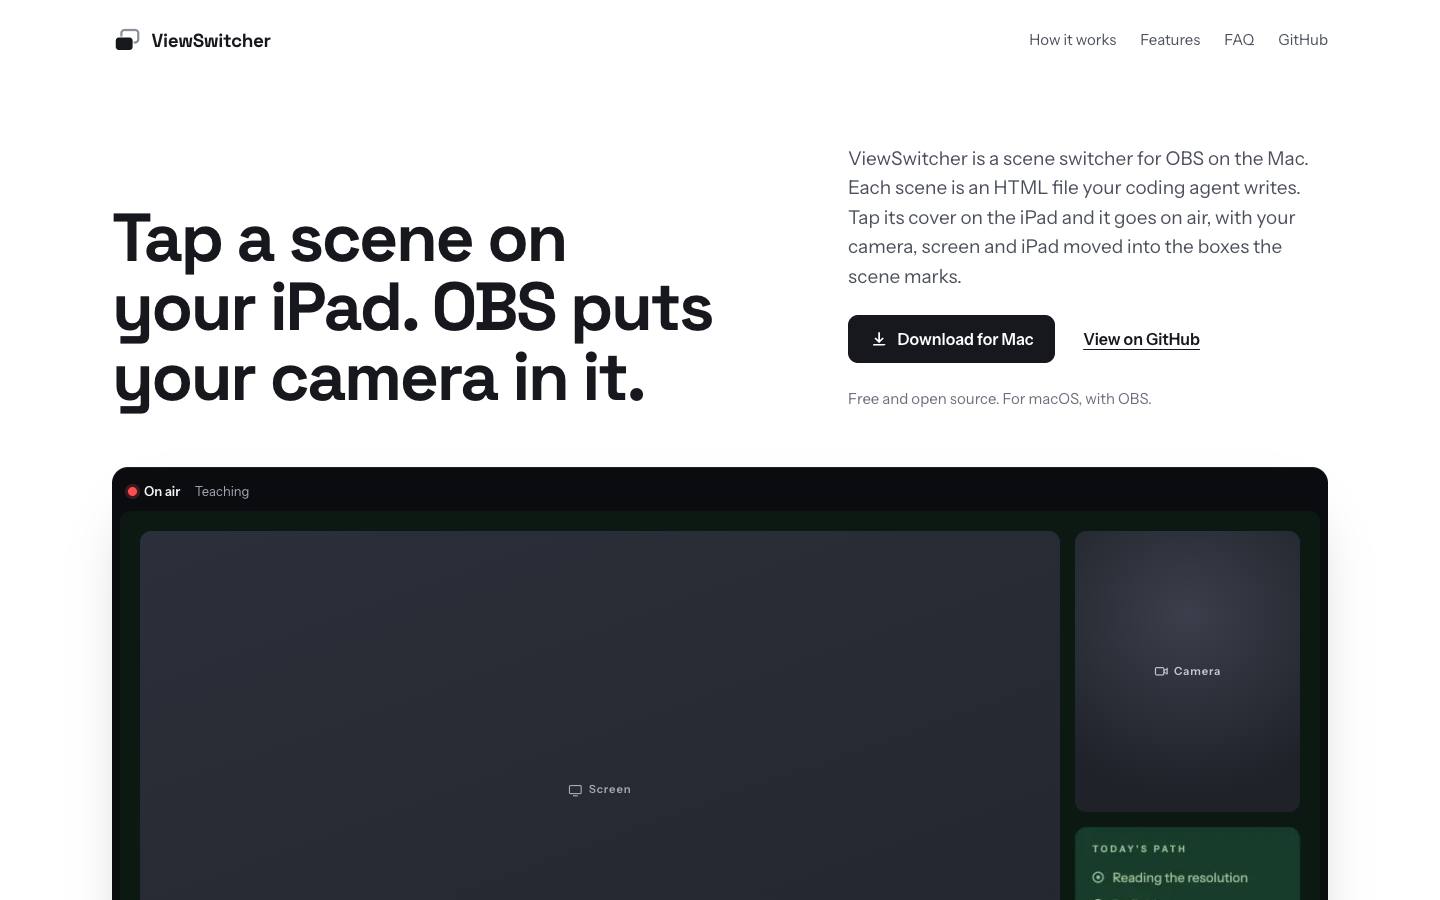 ViewSwitcher
How it works
Features
FAQ
GitHub
Tap a scene on
your iPad. OBS puts
your camera in it.
ViewSwitcher is a scene switcher for OBS on the Mac.
Each scene is an HTML file your coding agent writes.
Tap its cover on the iPad and it goes on air, with your
camera, screen and iPad moved into the boxes the
scene marks.
Download for Mac
View on GitHub
Free and open source. For macOS, with OBS.
On air
Teaching
Screen
Camera
TODAY'S PATH
Reading the resolution